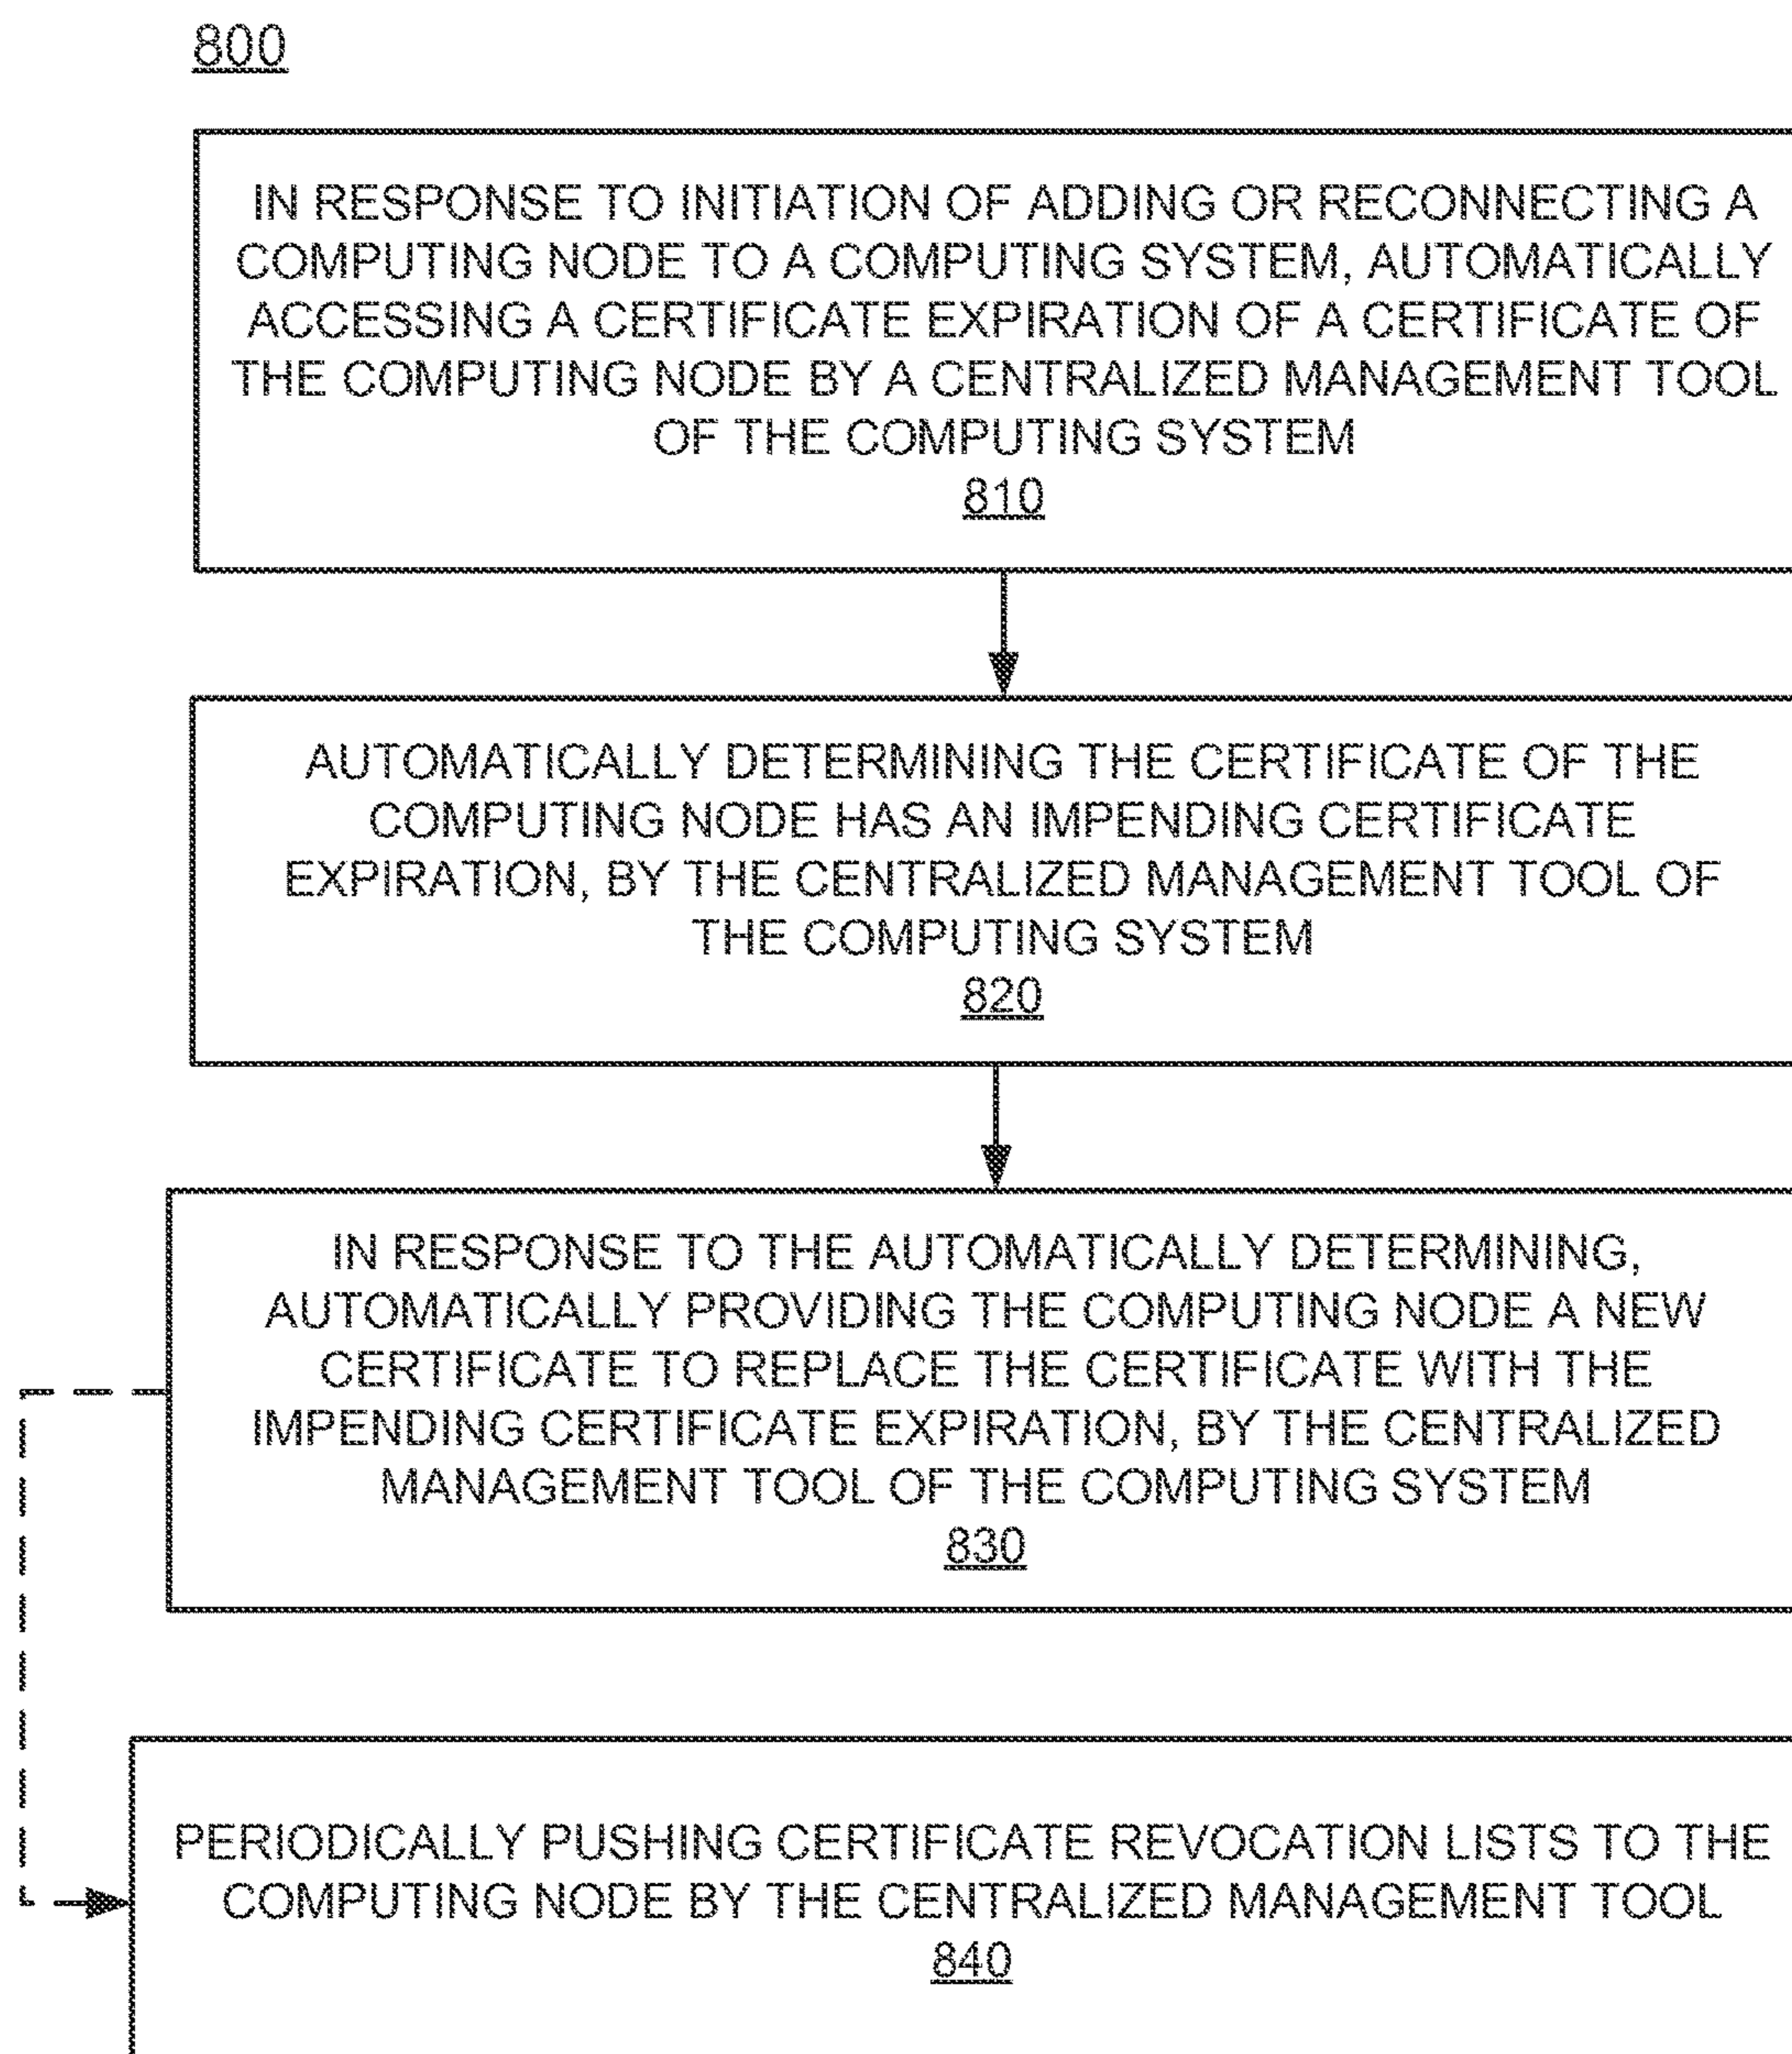 800
IN RESPONSE TO INITIATION OF ADDING OR RECONNECTING A
COMPUTING NODE TO A COMPUTING SYSTEM, AUTOMATICALLY
ACCESSING A CERTIFICATE EXPIRATION OF A CERTIFICATE OF
THE COMPUTING NODE BY A CENTRALIZED MANAGEMENT TOOL
OF THE COMPUTING SYSTEM
810
AUTOMATICALLY DETERMINING THE CERTIFICATE OF THE
COMPUTING NODE HAS AN IMPENDING CERTIFICATE
EXPIRATION, BY THE CENTRALIZED MANAGEMENT TOOL OF
THE COMPUTING SYSTEM
820
IN RESPONSE TO THE AUTOMATICALLY DETERMINING,
AUTOMATICALLY PROVIDING THE COMPUTING NODE A NEW
CERTIFICATE TO REPLACE THE CERTIFICATE WITH THE
IMPENDING CERTIFICATE EXPIRATION, BY THE CENTRALIZED
MANAGEMENT TOOL OF THE COMPUTING SYSTEM
830
PERIODICALLY PUSHING CERTIFICATE REVOCATION LISTS TO THE
COMPUTING NODE BY THE CENTRALIZED MANAGEMENT TOOL
840